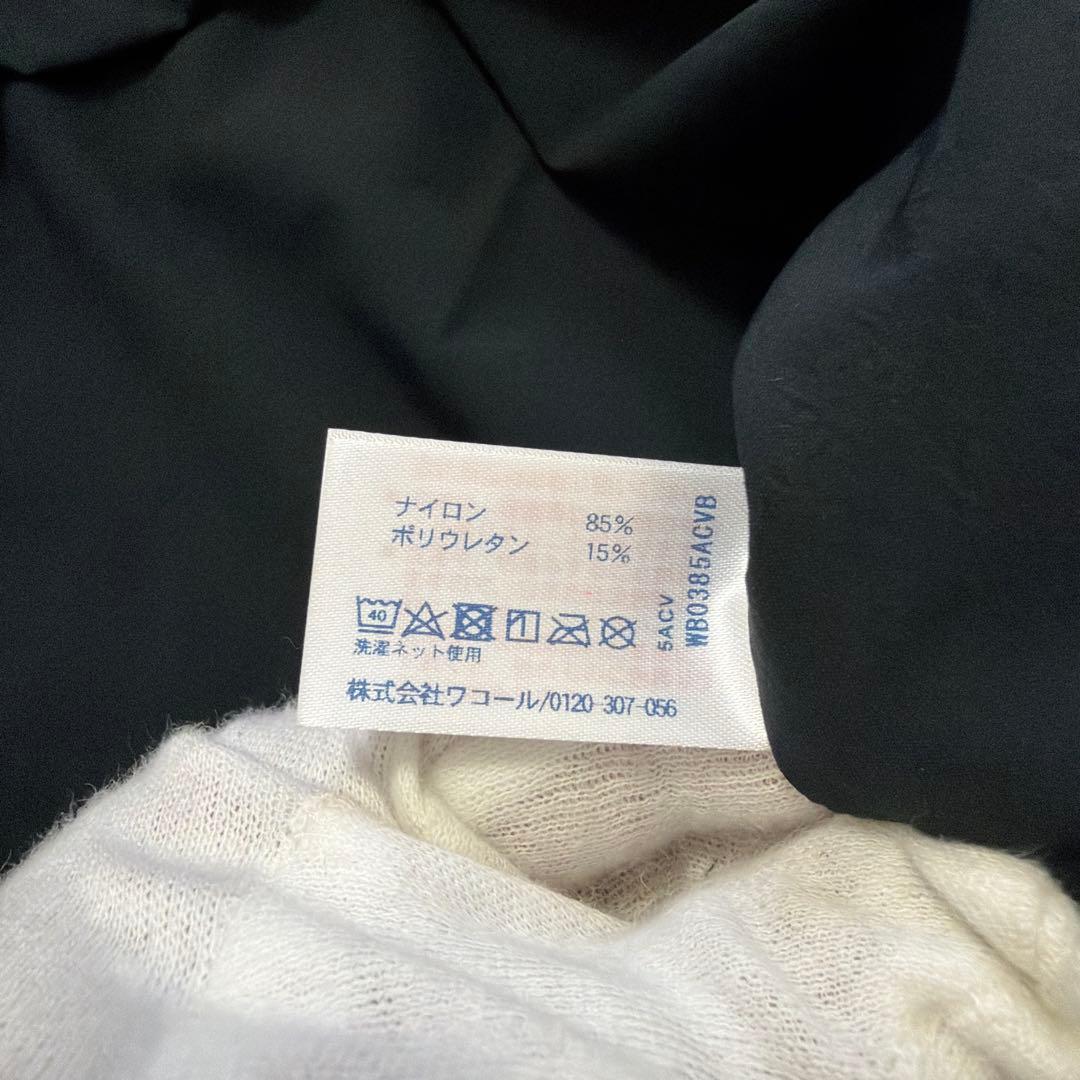 ナイロン 85%
ポリウレタン 15%
40
洗濯ネット使用
株式会社ワコール/0120-307-056
5ACV
WB0385ACVB